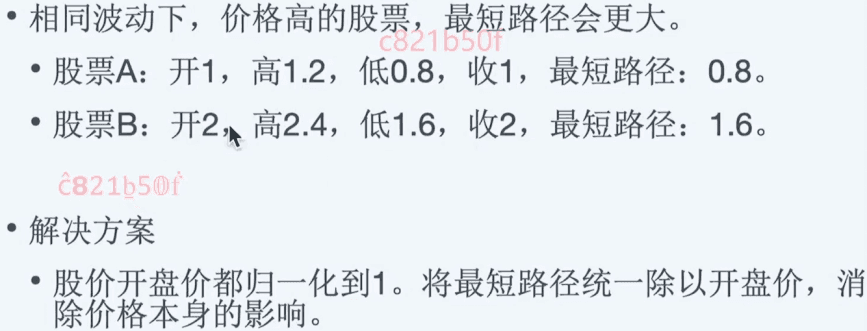 • 相同波动下，价格高的股票，最短路径会更大。
c821b50f
• 股票A：开1，高1.2，低0.8，收1，最短路径：0.8。
• 股票B：开2，高2.4，低1.6，收2，最短路径：1.6。
ĉ821ḇ5𝟘ḟ
• 解决方案
• 股价开盘价都归一化到1。将最短路径统一除以开盘价，消
除价格本身的影响。